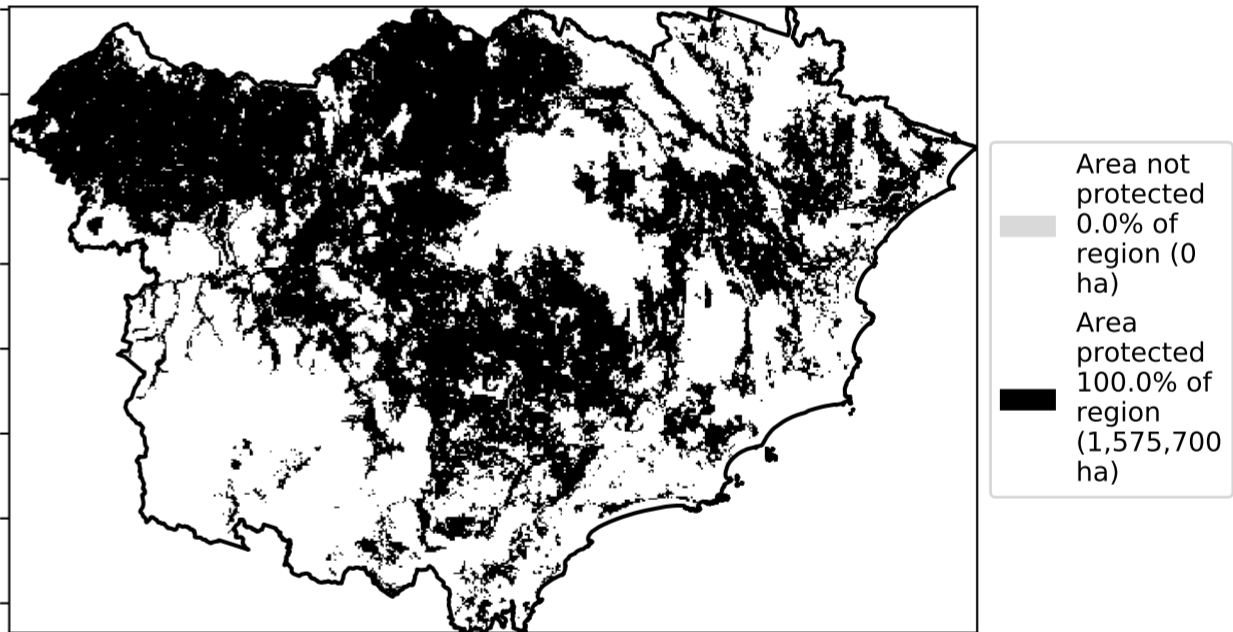 Area not
protected
0.0% of
region (0
ha)
Area
protected
100.0% of
region
(1,575,700
ha)